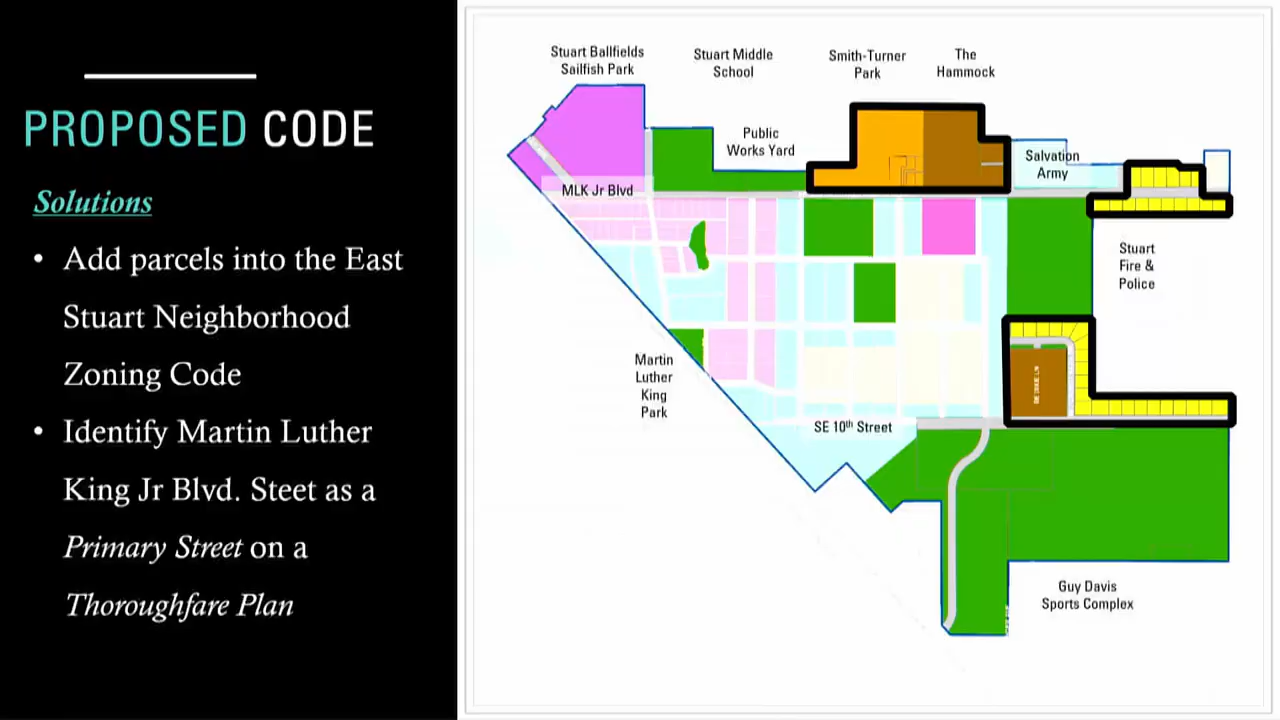 PROPOSED CODE
Solutions
• Add parcels into the East
Stuart Neighborhood
Zoning Code
• Identify Martin Luther
King Jr Blvd. Steet as a
Primary Street on a
Thoroughfare Plan
Stuart Ballfields
Sailfish Park
Stuart Middle
School
Smith-Turner
Park
The
Hammock
Public
Works Yard
Salvation
Army
MLK Jr Blvd
Stuart
Fire &
Police
Martin
Luther
King
Park
SE 10th Street
Guy Davis
Sports Complex